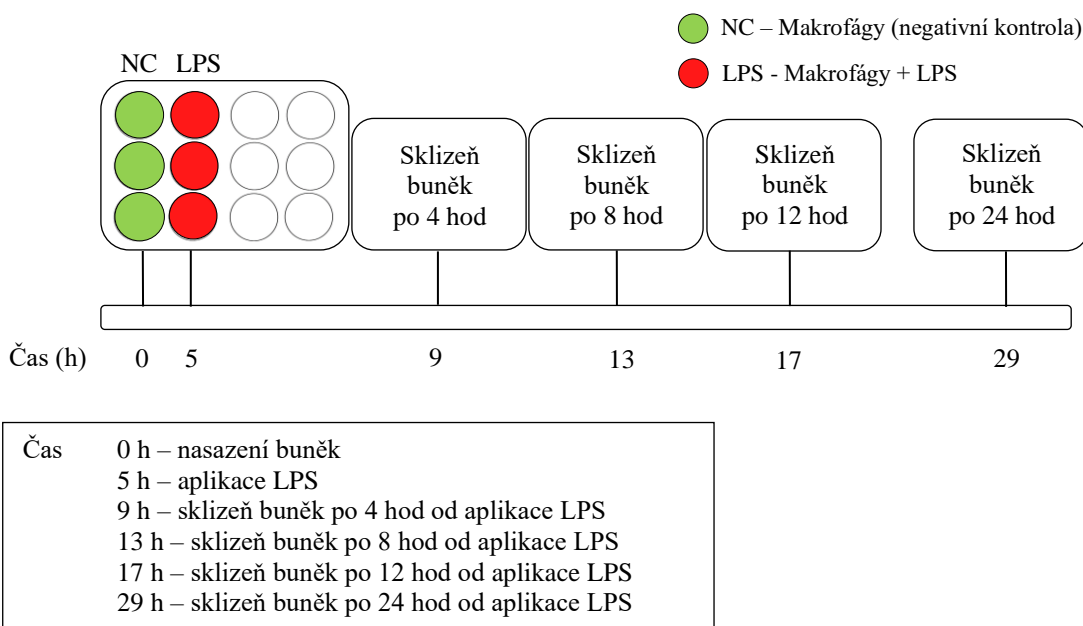 NC – Makrofágy (negativní kontrola)
LPS - Makrofágy + LPS
NC LPS
Sklizeň
buněk
po 4 hod
Sklizeň
buněk
po 8 hod
Sklizeň
buněk
po 12 hod
Sklizeň
buněk
po 24 hod
Čas (h) 0 5 9 13 17 29
Čas 0 h – nasazení buněk
5 h – aplikace LPS
9 h – sklizeň buněk po 4 hod od aplikace LPS
13 h – sklizeň buněk po 8 hod od aplikace LPS
17 h – sklizeň buněk po 12 hod od aplikace LPS
29 h – sklizeň buněk po 24 hod od aplikace LPS